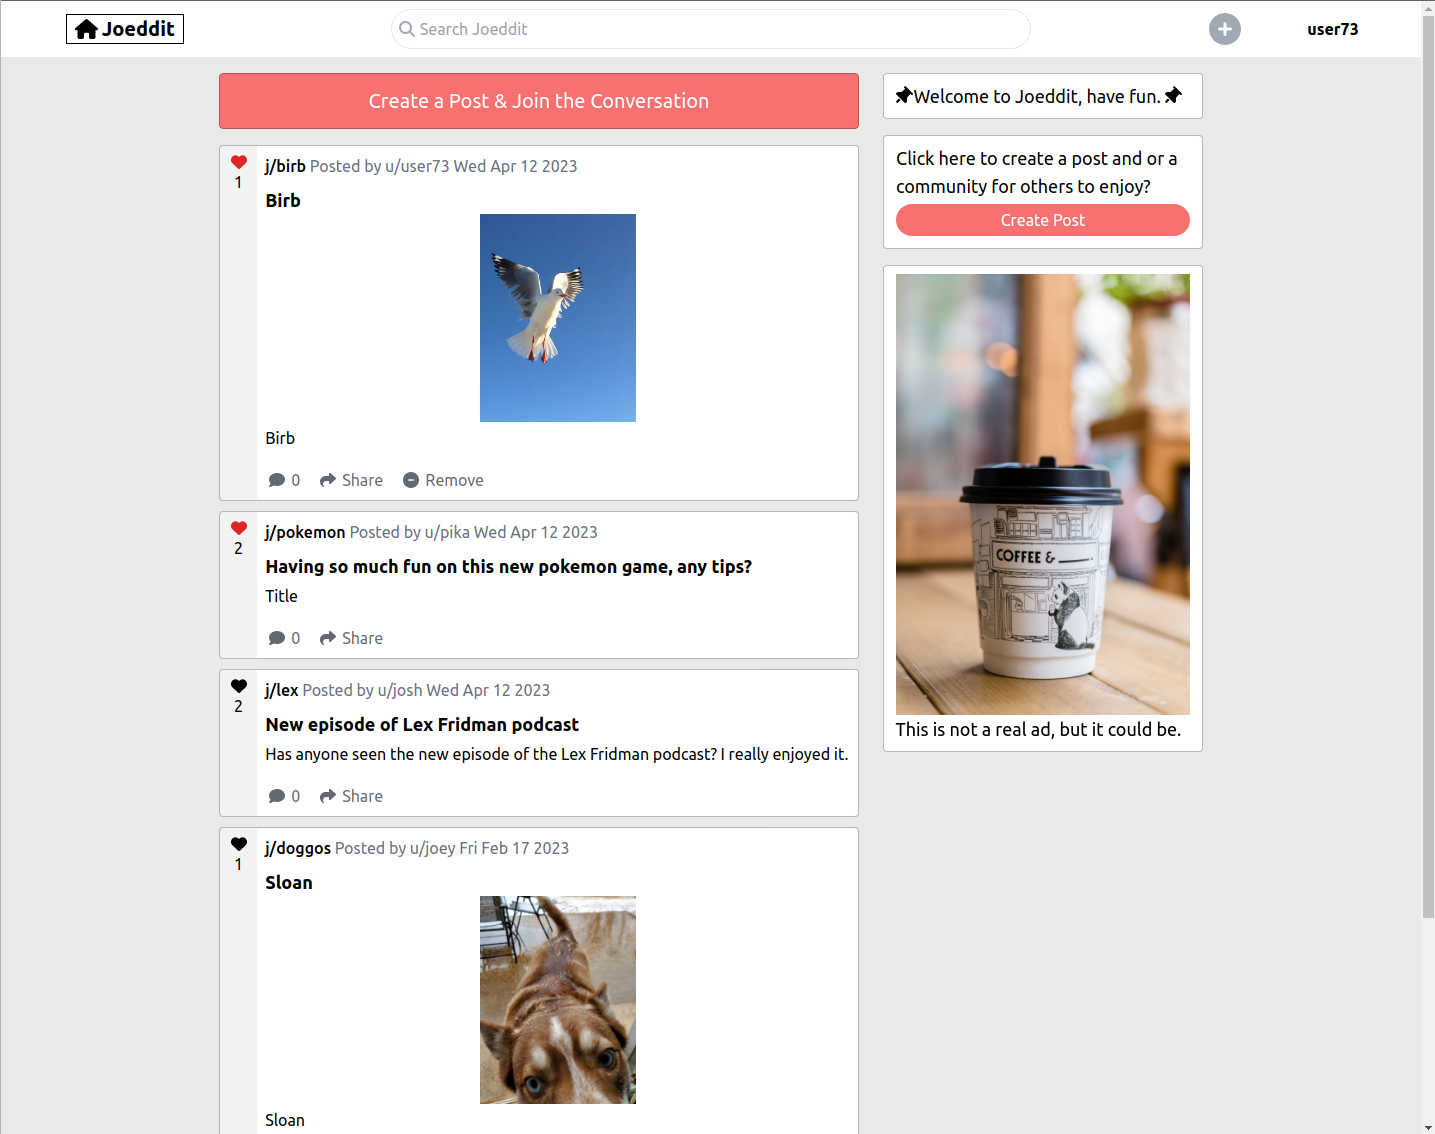 Joeddit
Search Joeddit
user73
Create a Post & Join the Conversation
j/birb Posted by u/user73 Wed Apr 12 2023
1
Birb
Birb
0 Share Remove
j/pokemon Posted by u/pika Wed Apr 12 2023
2
Having so much fun on this new pokemon game, any tips?
Title
0 Share
j/lex Posted by u/josh Wed Apr 12 2023
2
New episode of Lex Fridman podcast
Has anyone seen the new episode of the Lex Fridman podcast? I really enjoyed it.
0 Share
j/doggos Posted by u/joey Fri Feb 17 2023
1
Sloan
Sloan
Welcome to Joeddit, have fun.
Click here to create a post and or a
community for others to enjoy?
Create Post
COFFEE & ____.
This is not a real ad, but it could be.